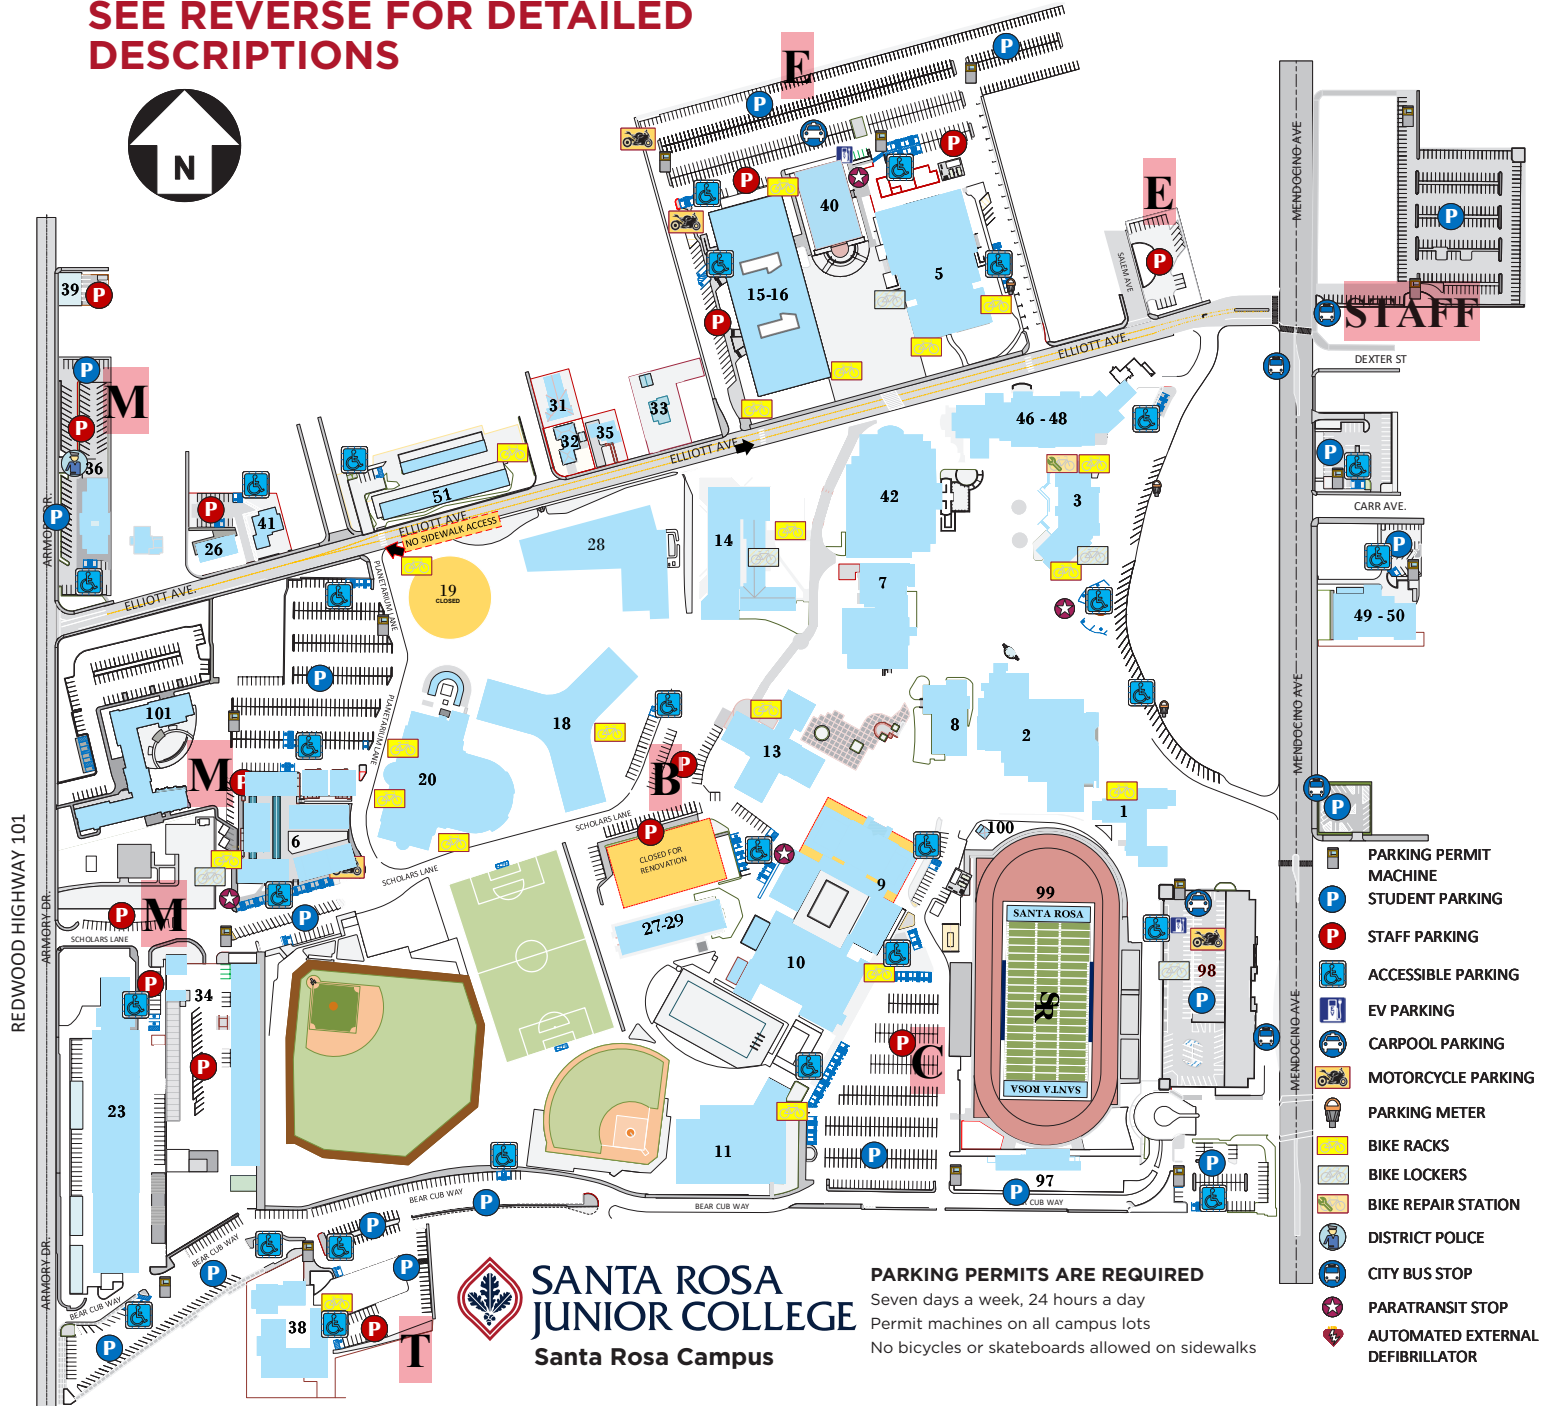 SEE REVERSE FOR DETAILED
DESCRIPTIONS
N
E
P
P
P
P
40
5
15-16
P
E
P
SALEM AVE
MENDOCINO AVE
P
STAFF
DEXTER ST
39
P
P
M
P
36
P
ARMORY DR.
31
32
35
33
ELLIOTT AVE.
ELLIOTT AVE.
46 - 48
P
CARR AVE.
P
41
26
51
ELLIOTT AVE.
NO SIDEWALK ACCESS
ELLIOTT AVE.
19
CLOSED
28
14
42
3
7
P
49 - 50
PLANETARIUM LANE
P
101
M
P
PLANETARIUM LANE
20
18
B
P
13
8
2
MENDOCINO AVE
1
P
6
SCHOLARS LANE
P
CLOSED FOR
RENOVATION
SCHOLARS LANE
100
9
99
SANTA ROSA
SR
SANTA ROSA
M
P
P
SCHOLARS LANE
ARMORY DR.
REDWOOD HIGHWAY 101
27-29
10
98
P
34
P
P
23
C
P
11
P
97
P
BEAR CUB WAY
P
MENDOCINO AVE
BEAR CUB WAY
P
BEAR CUB WAY
P
BEAR CUB WAY
P
P
ARMORY DR.
BEAR CUB WAY
P
38
P
T
SANTA ROSA
JUNIOR COLLEGE
Santa Rosa Campus
PARKING PERMITS ARE REQUIRED
Seven days a week, 24 hours a day
Permit machines on all campus lots
No bicycles or skateboards allowed on sidewalks
PARKING PERMIT
MACHINE
P STUDENT PARKING
P STAFF PARKING
ACCESSIBLE PARKING
EV PARKING
CARPOOL PARKING
MOTORCYCLE PARKING
PARKING METER
BIKE RACKS
BIKE LOCKERS
BIKE REPAIR STATION
DISTRICT POLICE
CITY BUS STOP
PARATRANSIT STOP
AUTOMATED EXTERNAL
DEFIBRILLATOR